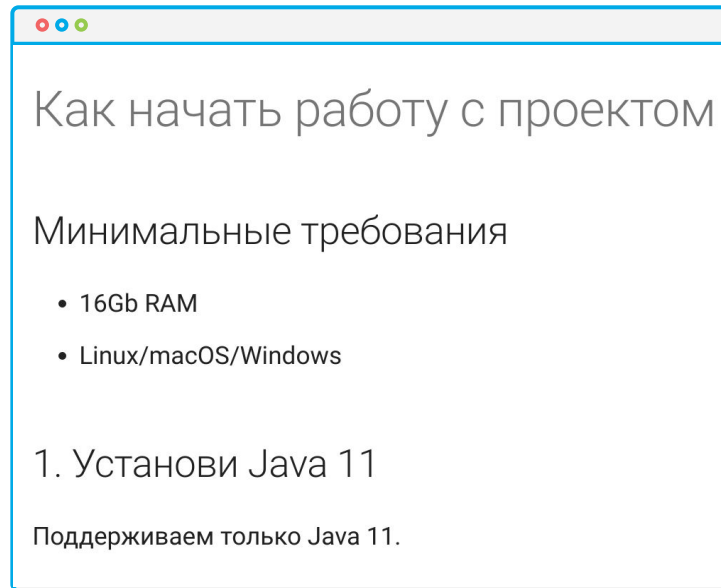 Как начать работу с проектом
Минимальные требования
• 16Gb RAM
• Linux/macOS/Windows
1. Установи Java 11
Поддерживаем только Java 11.